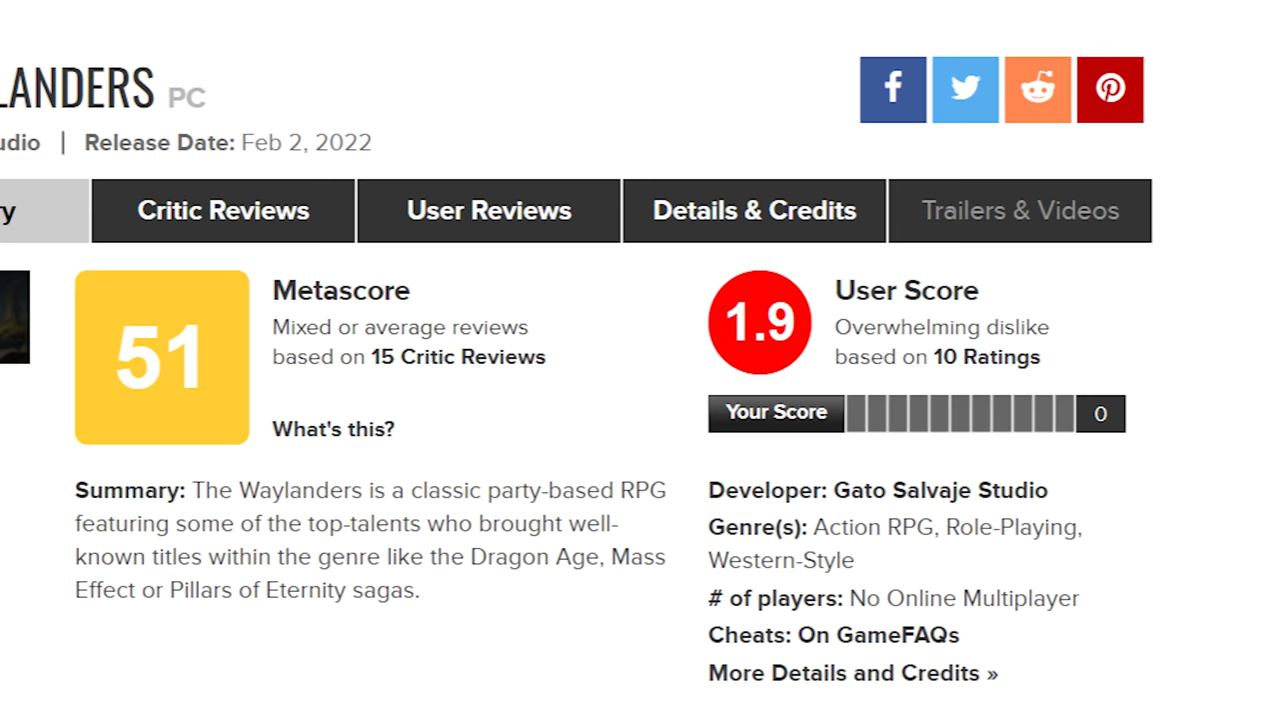 LANDERS PC
udio | Release Date: Feb 2, 2022
ry
Critic Reviews
User Reviews
Details & Credits
Trailers & Videos
51
Metascore
Mixed or average reviews
based on 15 Critic Reviews
What's this?
Summary: The Waylanders is a classic party-based RPG
featuring some of the top-talents who brought well-
known titles within the genre like the Dragon Age, Mass
Effect or Pillars of Eternity sagas.
1.9
User Score
Overwhelming dislike
based on 10 Ratings
Your Score
0
Developer: Gato Salvaje Studio
Genre(s): Action RPG, Role-Playing,
Western-Style
# of players: No Online Multiplayer
Cheats: On GameFAQs
More Details and Credits »